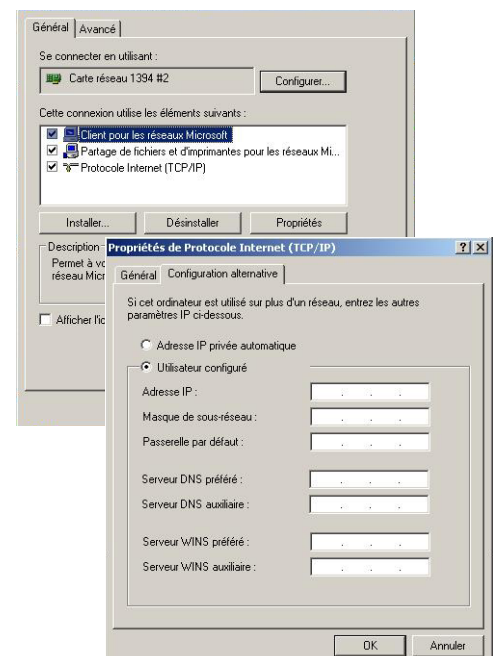 Général Avancé
Se connecter en utilisant :
Carte réseau 1394 #2
Configurer...
Cette connexion utilise les éléments suivants :
Client pour les réseaux Microsoft
Partage de fichiers et d'imprimantes pour les réseaux Mi...
Protocole Internet (TCP/IP)
Installer... Désinstaller Propriétés
Description
Permet à vo
réseau Micr
Afficher l'ic
Propriétés de Protocole Internet (TCP/IP)
Général Configuration alternative
Si cet ordinateur est utilisé sur plus d'un réseau, entrez les autres
paramètres IP ci-dessous.
Adresse IP privée automatique
Utilisateur configuré
Adresse IP :
Masque de sous-réseau :
Passerelle par défaut :
Serveur DNS préféré :
Serveur DNS auxiliaire :
Serveur WINS préféré :
Serveur WINS auxiliaire :
OK Annuler